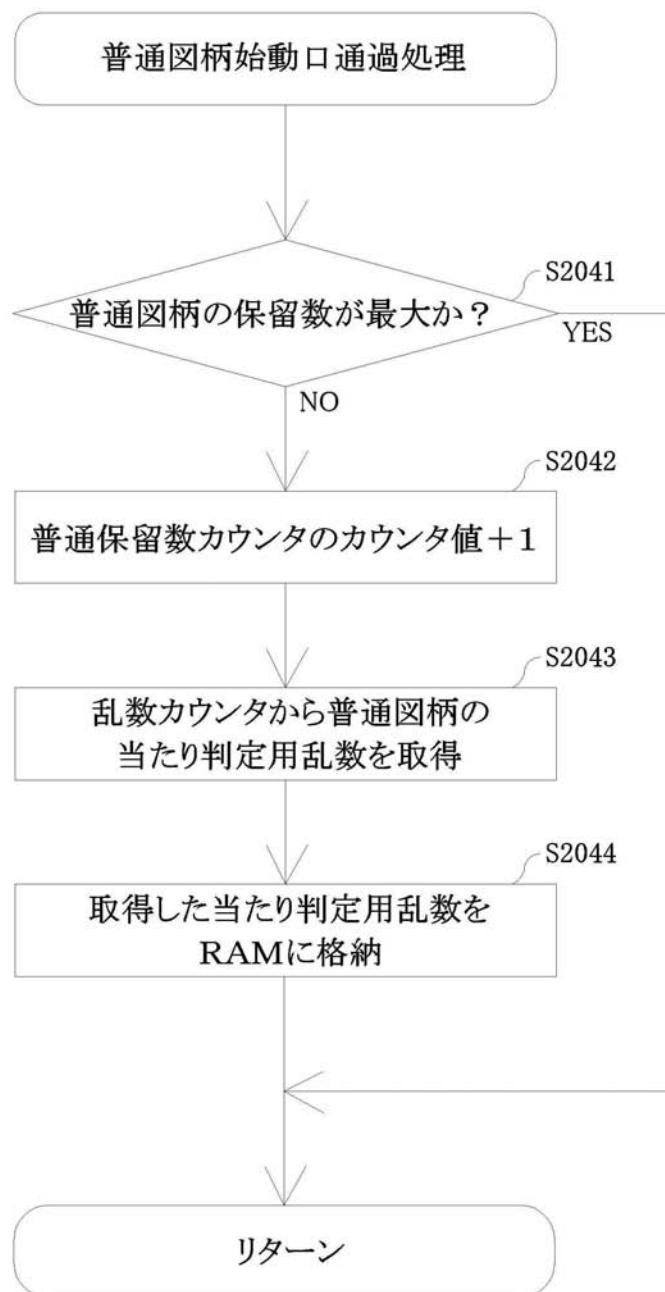 普通図柄始動口通過処理
S2041
普通図柄の保留数が最大か？
YES
NO
S2042
普通保留数カウンタのカウンタ値＋１
S2043
乱数カウンタから普通図柄の
当たり判定用乱数を取得
S2044
取得した当たり判定用乱数を
RAMに格納
リターン